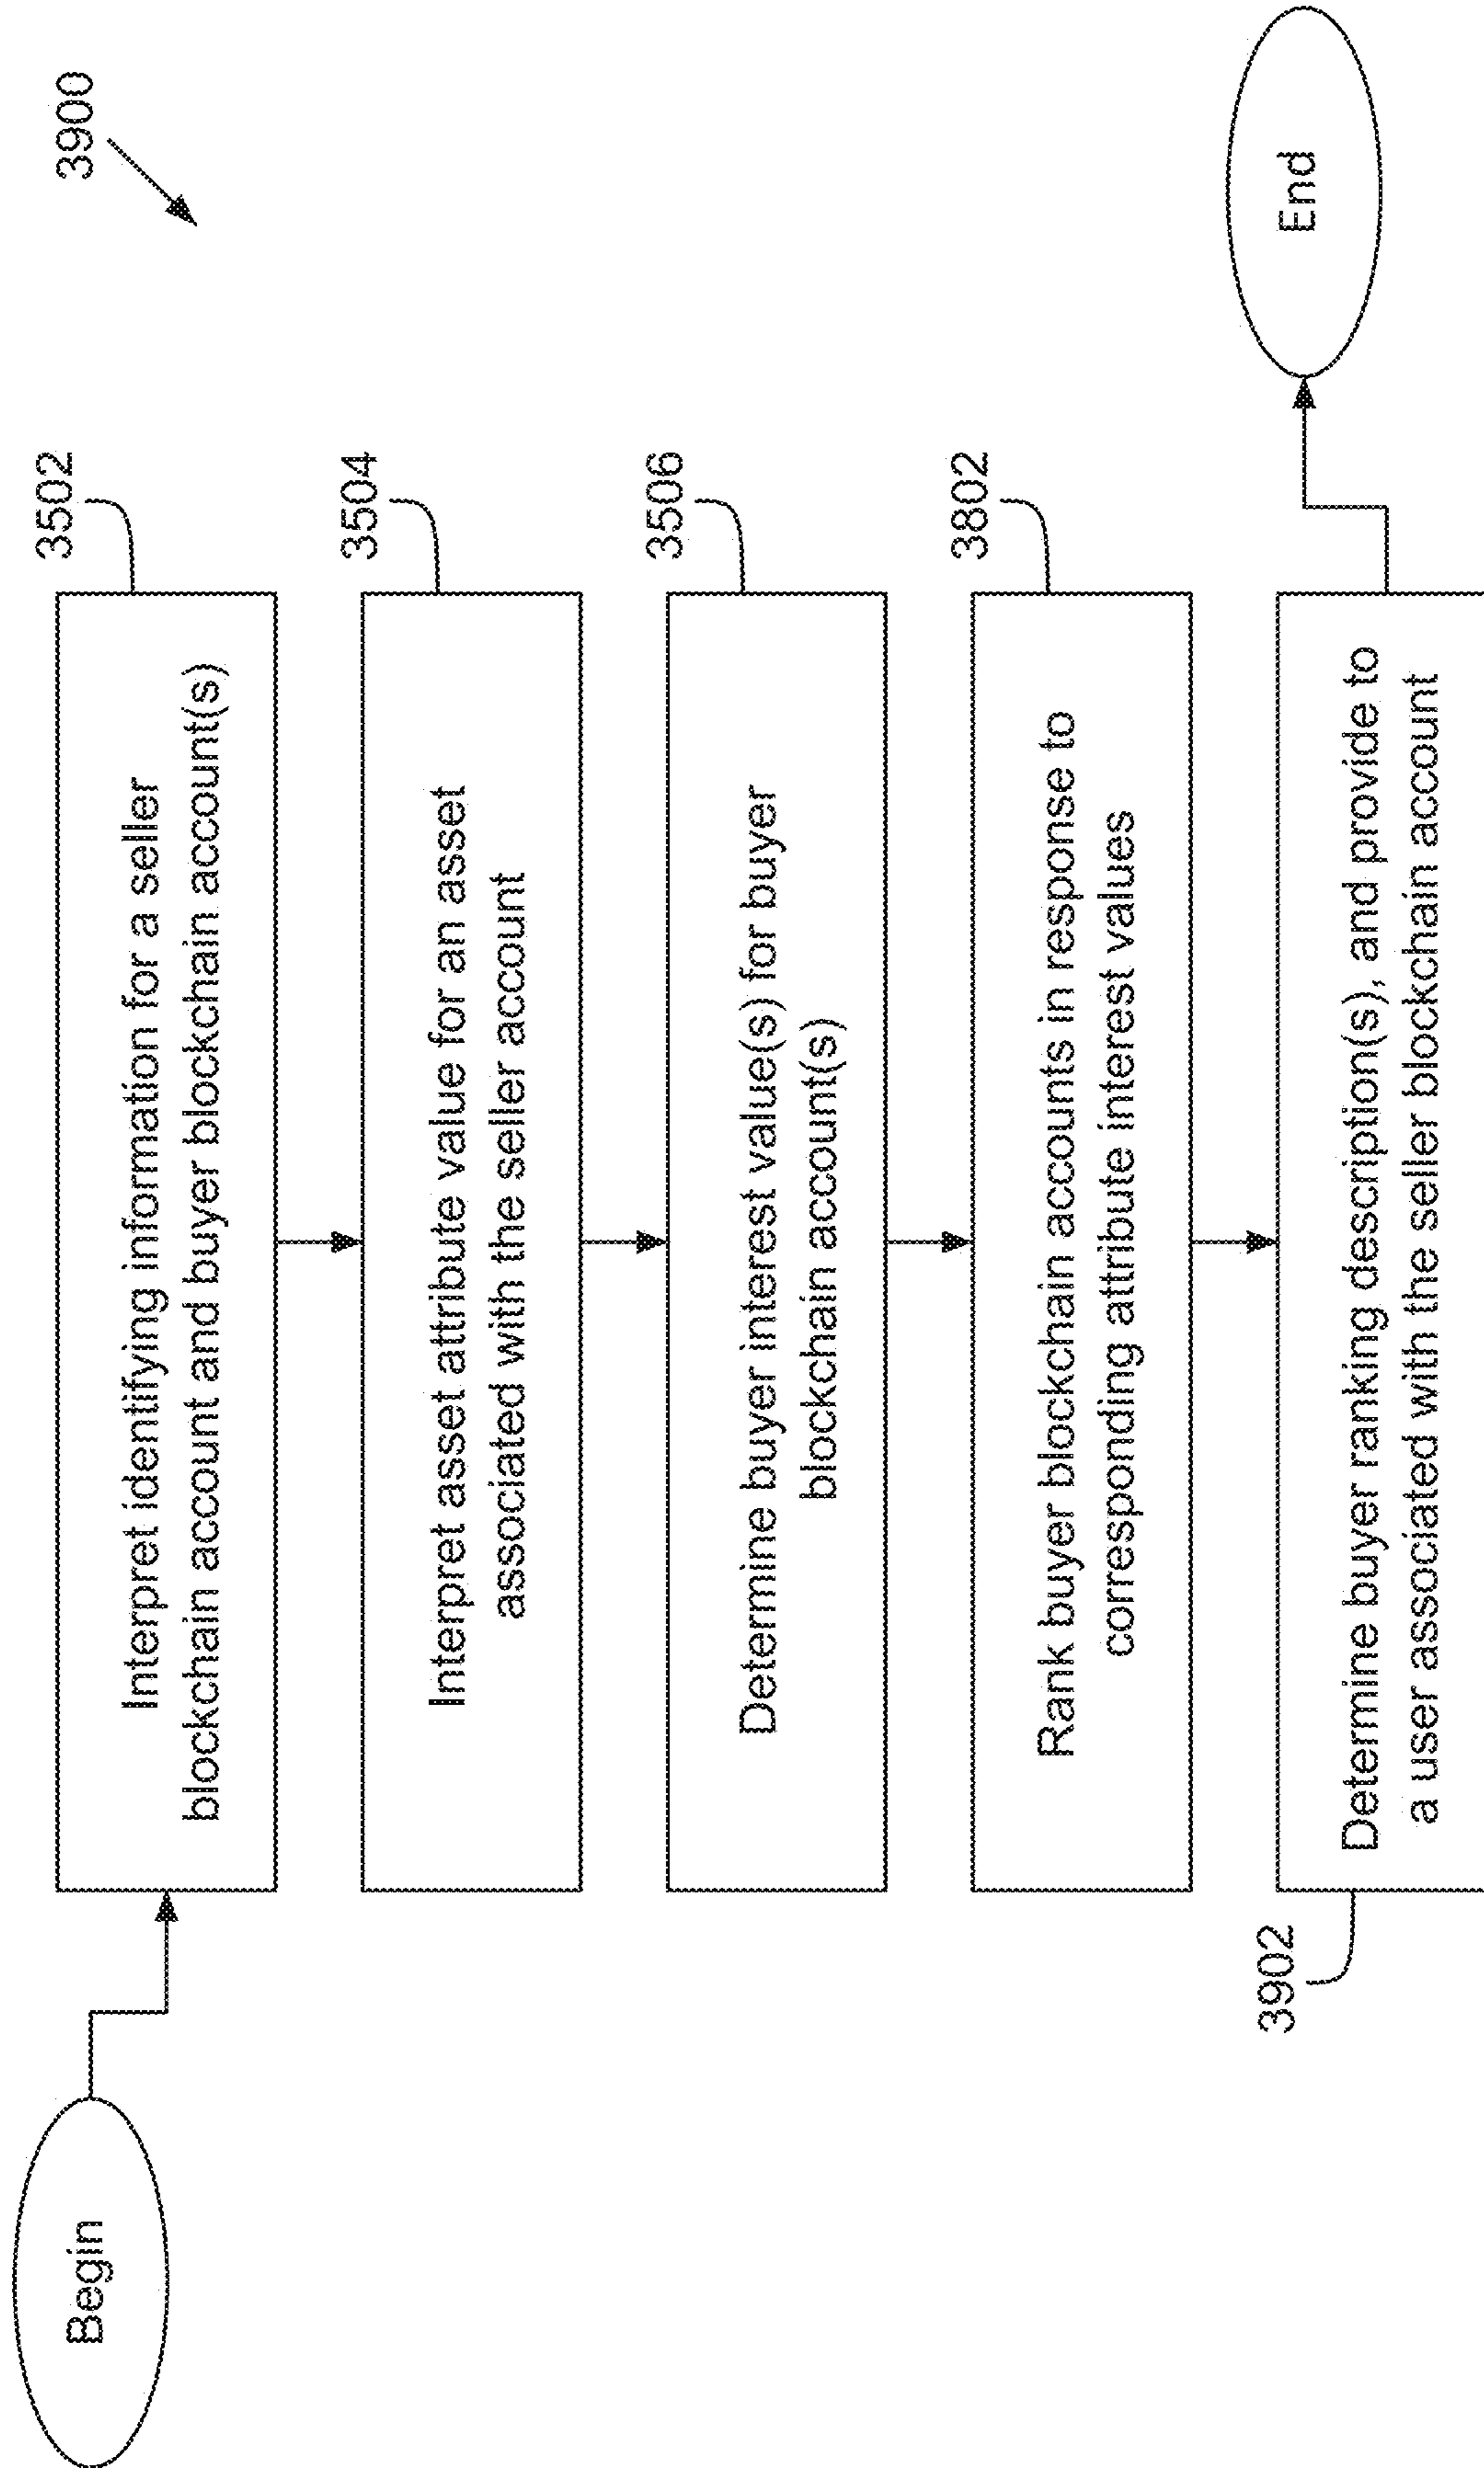 3900
Begin
3502
Interpret identifying information for a seller
blockchain account and buyer blockchain account(s)
3504
Interpret asset attribute value for an asset
associated with the seller account
3506
Determine buyer interest value(s) for buyer
blockchain account(s)
3802
Rank buyer blockchain accounts in response to
corresponding attribute interest values
3902
Determine buyer ranking description(s), and provide to
a user associated with the seller blockchain account
End